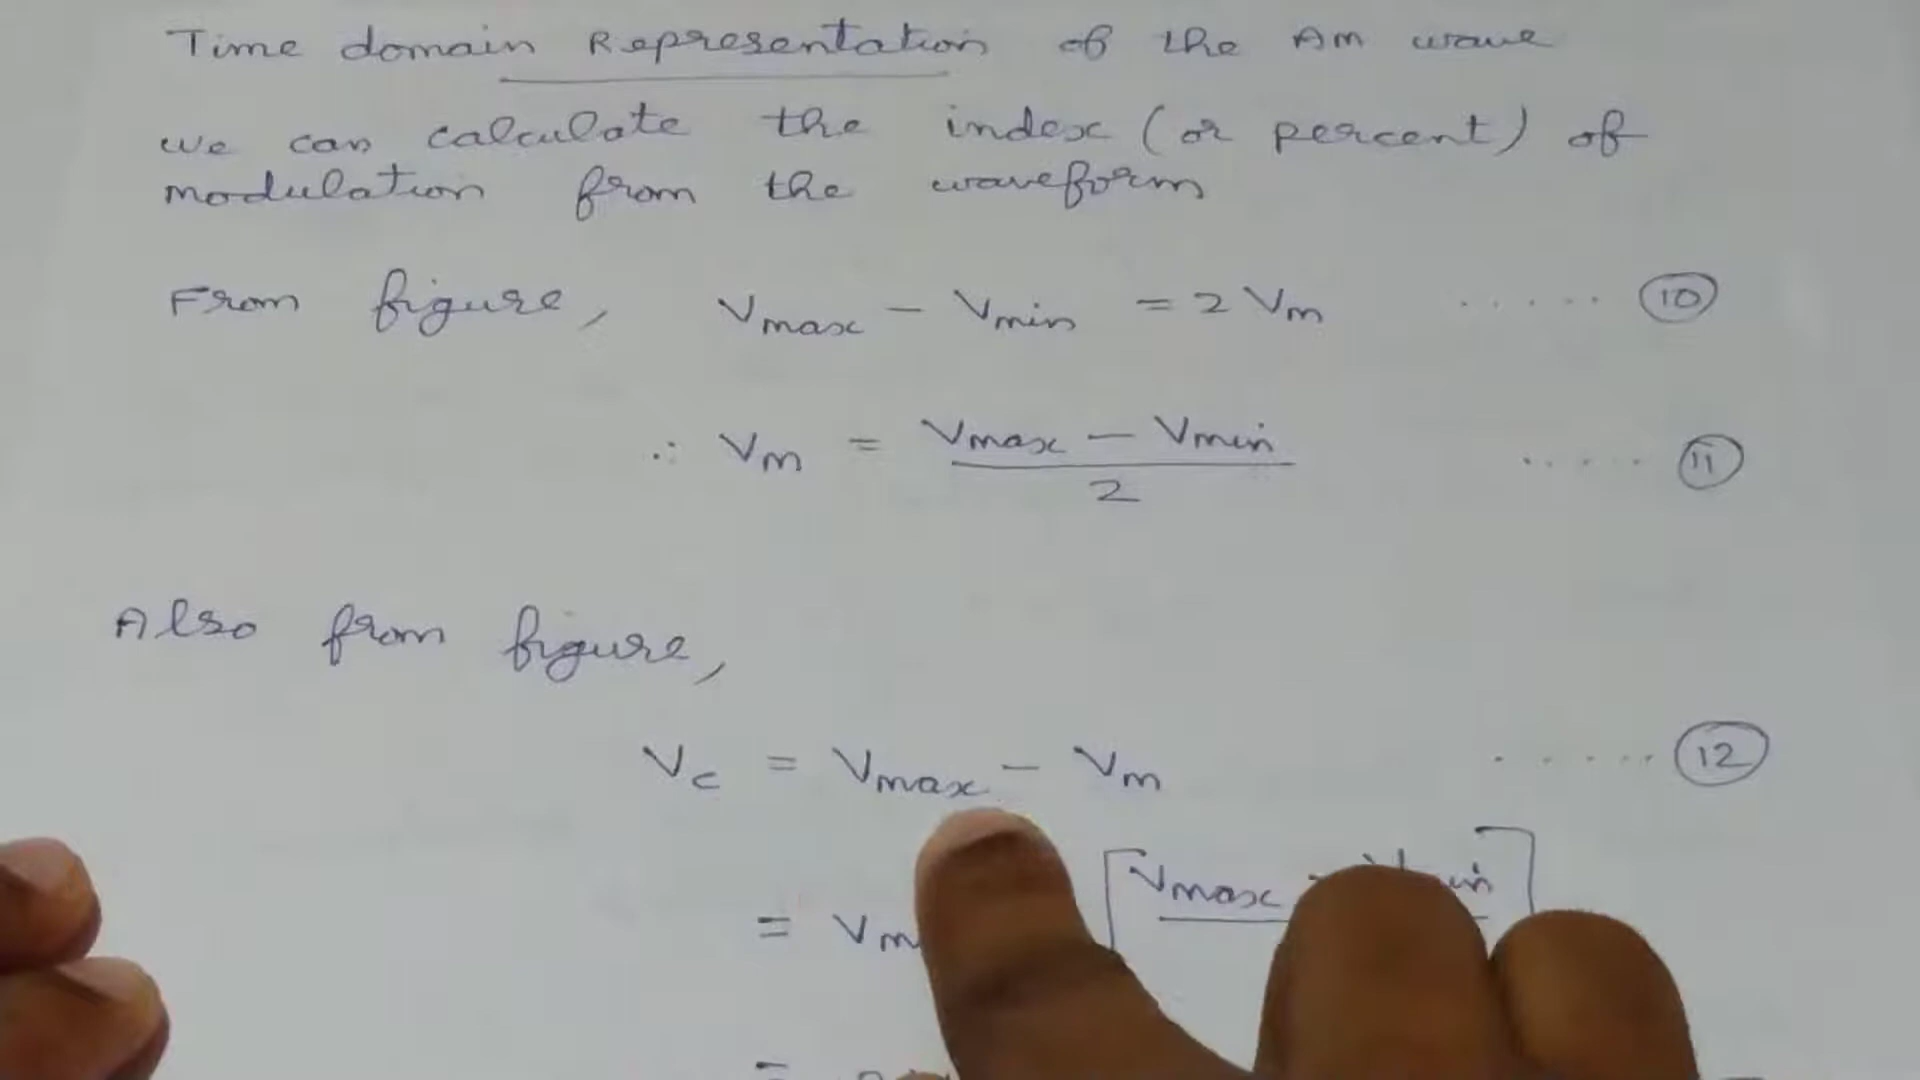 Time domain Representation of the AM wave
we can calculate the index (or percent) of
modulation from the waveform
From figure, Vmax - Vmin = 2 Vm ..... 10
∴ Vm = Vmax - Vmin / 2 ..... 11
Also from figure,
Vc = Vmax - Vm ..... 12
= Vm [Vmax
=